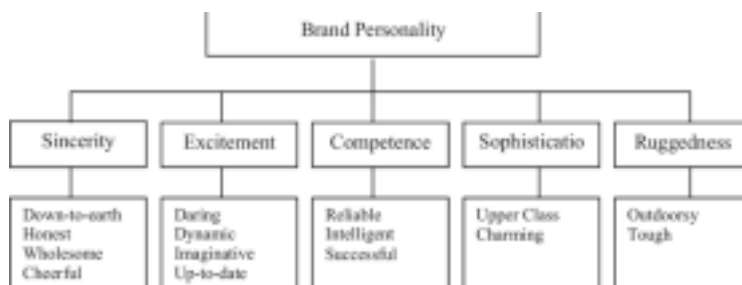 Brand Personality
Sincerity
Excitement
Competence
Sophisticatio
Ruggedness
Down-to-earth
Honest
Wholesome
Cheerful
Daring
Dynamic
Imaginative
Up-to-date
Reliable
Intelligent
Successful
Upper Class
Charming
Outdoorsy
Tough